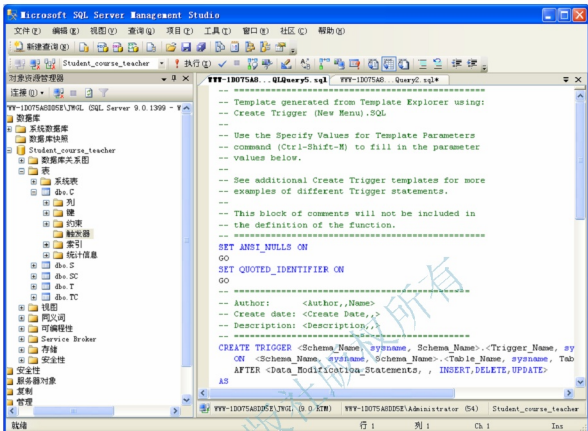 Microsoft SQL Server Management Studio
文件(F) 编辑(E) 视图(V) 查询(Q) 项目(P) 工具(T) 窗口(W) 社区(C) 帮助(H)
新建查询(N)
Student_course_teacher 执行(X)
对象资源管理器
YYY-1D075A8...QLQuery5.sql YYY-1D075A8...Query2.sql*
连接(O)
YYY-1D075A8DD5E\JWGL (SQL Server 9.0.1399 - Y
数据库
系统数据库
数据库快照
Student_course_teacher
数据库关系图
表
系统表
dbo.C
列
键
约束
触发器
索引
统计信息
dbo.S
dbo.SC
dbo.T
dbo.TC
视图
同义词
可编程性
Service Broker
存储
安全性
安全性
服务器对象
复制
管理
-- ================================================
-- Template generated from Template Explorer using:
-- Create Trigger (New Menu).SQL
--
-- Use the Specify Values for Template Parameters
-- command (Ctrl-Shift-M) to fill in the parameter
-- values below.
--
-- See additional Create Trigger templates for more
-- examples of different Trigger statements.
--
-- This block of comments will not be included in
-- the definition of the function.
-- ================================================
SET ANSI_NULLS ON
GO
SET QUOTED_IDENTIFIER ON
GO
-- =============================================
-- Author: <Author,,Name>
-- Create date: <Create Date,,>
-- Description: <Description,,>
-- =============================================
CREATE TRIGGER <Schema_Name, sysname, Schema_Name>.<Trigger_Name, sy
ON <Schema_Name, sysname, Schema_Name>.<Table_Name, sysname, Tab
AFTER <Data_Modification_Statements, , INSERT,DELETE,UPDATE>
AS
YYY-1D075A8DD5E\JWGL (9.0 RTM) YYY-1D075A8DD5E\Administrator (54) Student_course_teacher
就绪 行 1 列 1 Ch 1 Ins